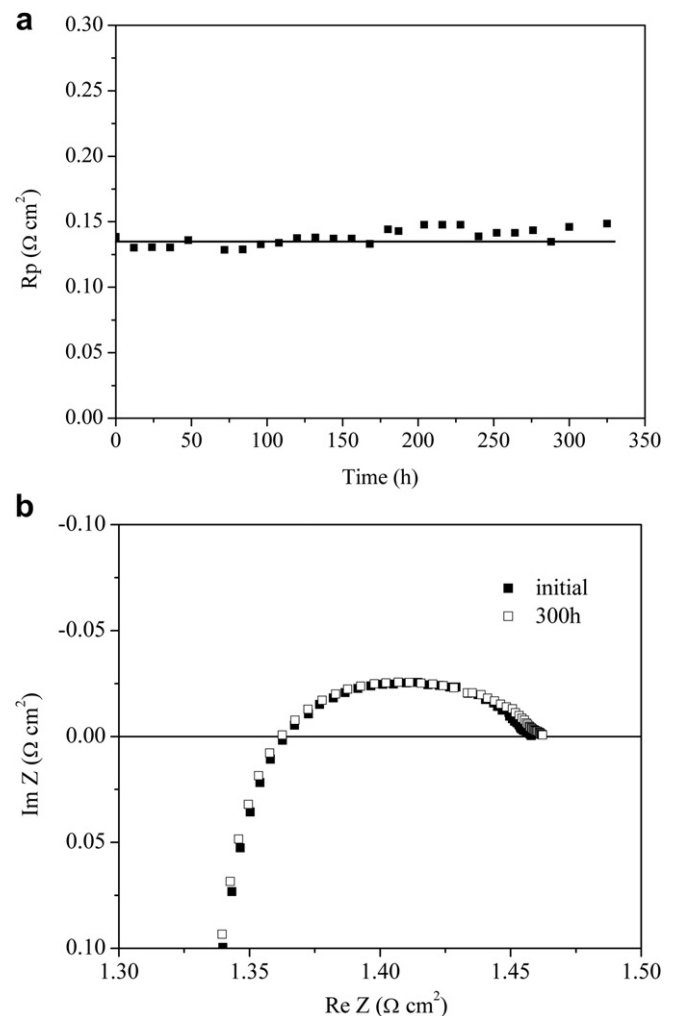 a
0.30
0.25
0.20
0.15
0.10
0.05
0.00
Rp (Ω cm²)
0 50 100 150 200 250 300 350
Time (h)
b
-0.10
-0.05
0.00
0.05
0.10
Im Z (Ω cm²)
initial
300h
1.30 1.35 1.40 1.45 1.50
Re Z (Ω cm²)